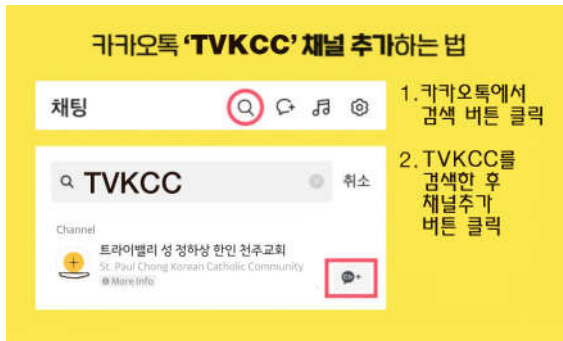 카카오톡 ‘TVKCC’ 채널 추가하는 법
채팅
1. 카카오톡에서
검색 버튼 클릭
TVKCC
취소
Channel
트라이밸리 성 정하상 한인 천주교회
St. Paul Chong Korean Catholic Community
More Info
Ch+
2. TVKCC를
검색한 후
채널추가
버튼 클릭